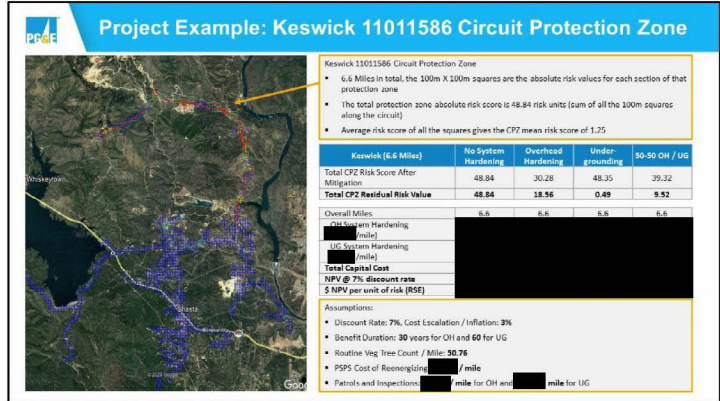 PG&E
Project Example: Keswick 11011586 Circuit Protection Zone
Keswick 11011586 Circuit Protection Zone
▪ 6.6 Miles in total, the 100m X 100m squares are the absolute risk values for each section of that
protection zone
▪ The total protection zone absolute risk is 48.84 risk units (sum of all the 100m squares
along the circuit)
▪ Average risk score of all the squares gives the CPZ mean risk of 1.25
Keswick (6.6 Miles) No System Hardening Overhead Hardening Under-grounding 50-50 OH / UG
Total CPZ Risk Score After Mitigation 48.84 30.28 48.35 39.32
Total CPZ Residual Risk Value 48.84 18.56 0.49 9.52
Overall Miles 6.6 6.6 6.6 6.6
OH System Hardening
/mile)
UG System Hardening
/mile)
Total Capital Cost
NPV @ 7% discount rate
$ NPV per unit of risk (RSE)
Assumptions:
▪ Discount Rate: 7%, Cost Escalation / Inflation: 3%
▪ Benefit Duration: 30 years for OH and 60 for UG
▪ Routine Veg Tree Count / Mile: 50.76
▪ PSPS Cost of Reenergizing / mile
▪ Patrols and Inspections: / mile for OH and mile for UG
Whiskeytown
Shasta
Goo